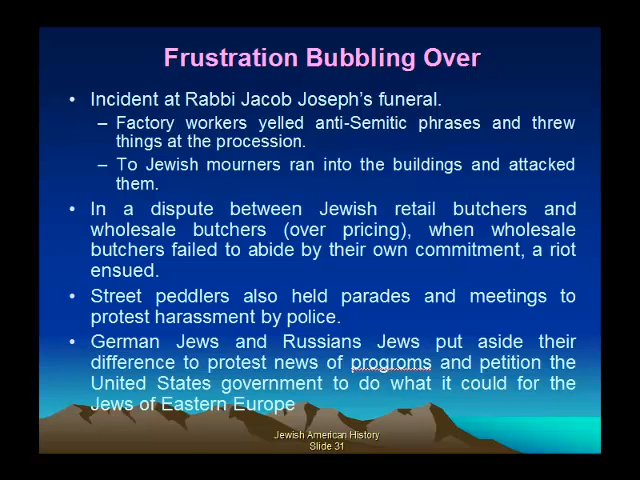 Frustration Bubbling Over
• Incident at Rabbi Jacob Joseph's funeral.
– Factory workers yelled anti-Semitic phrases and threw
things at the procession.
– To Jewish mourners ran into the buildings and attacked
them.
• In a dispute between Jewish retail butchers and
wholesale butchers (over pricing), when wholesale
butchers failed to abide by their own commitment, a riot
ensued.
• Street peddlers also held parades and meetings to
protest harassment by police.
• German Jews and Russians Jews put aside their
difference to protest news of progroms and petition the
United States government to do what it could for the
Jews of Eastern Europe
Jewish American History
Slide 31